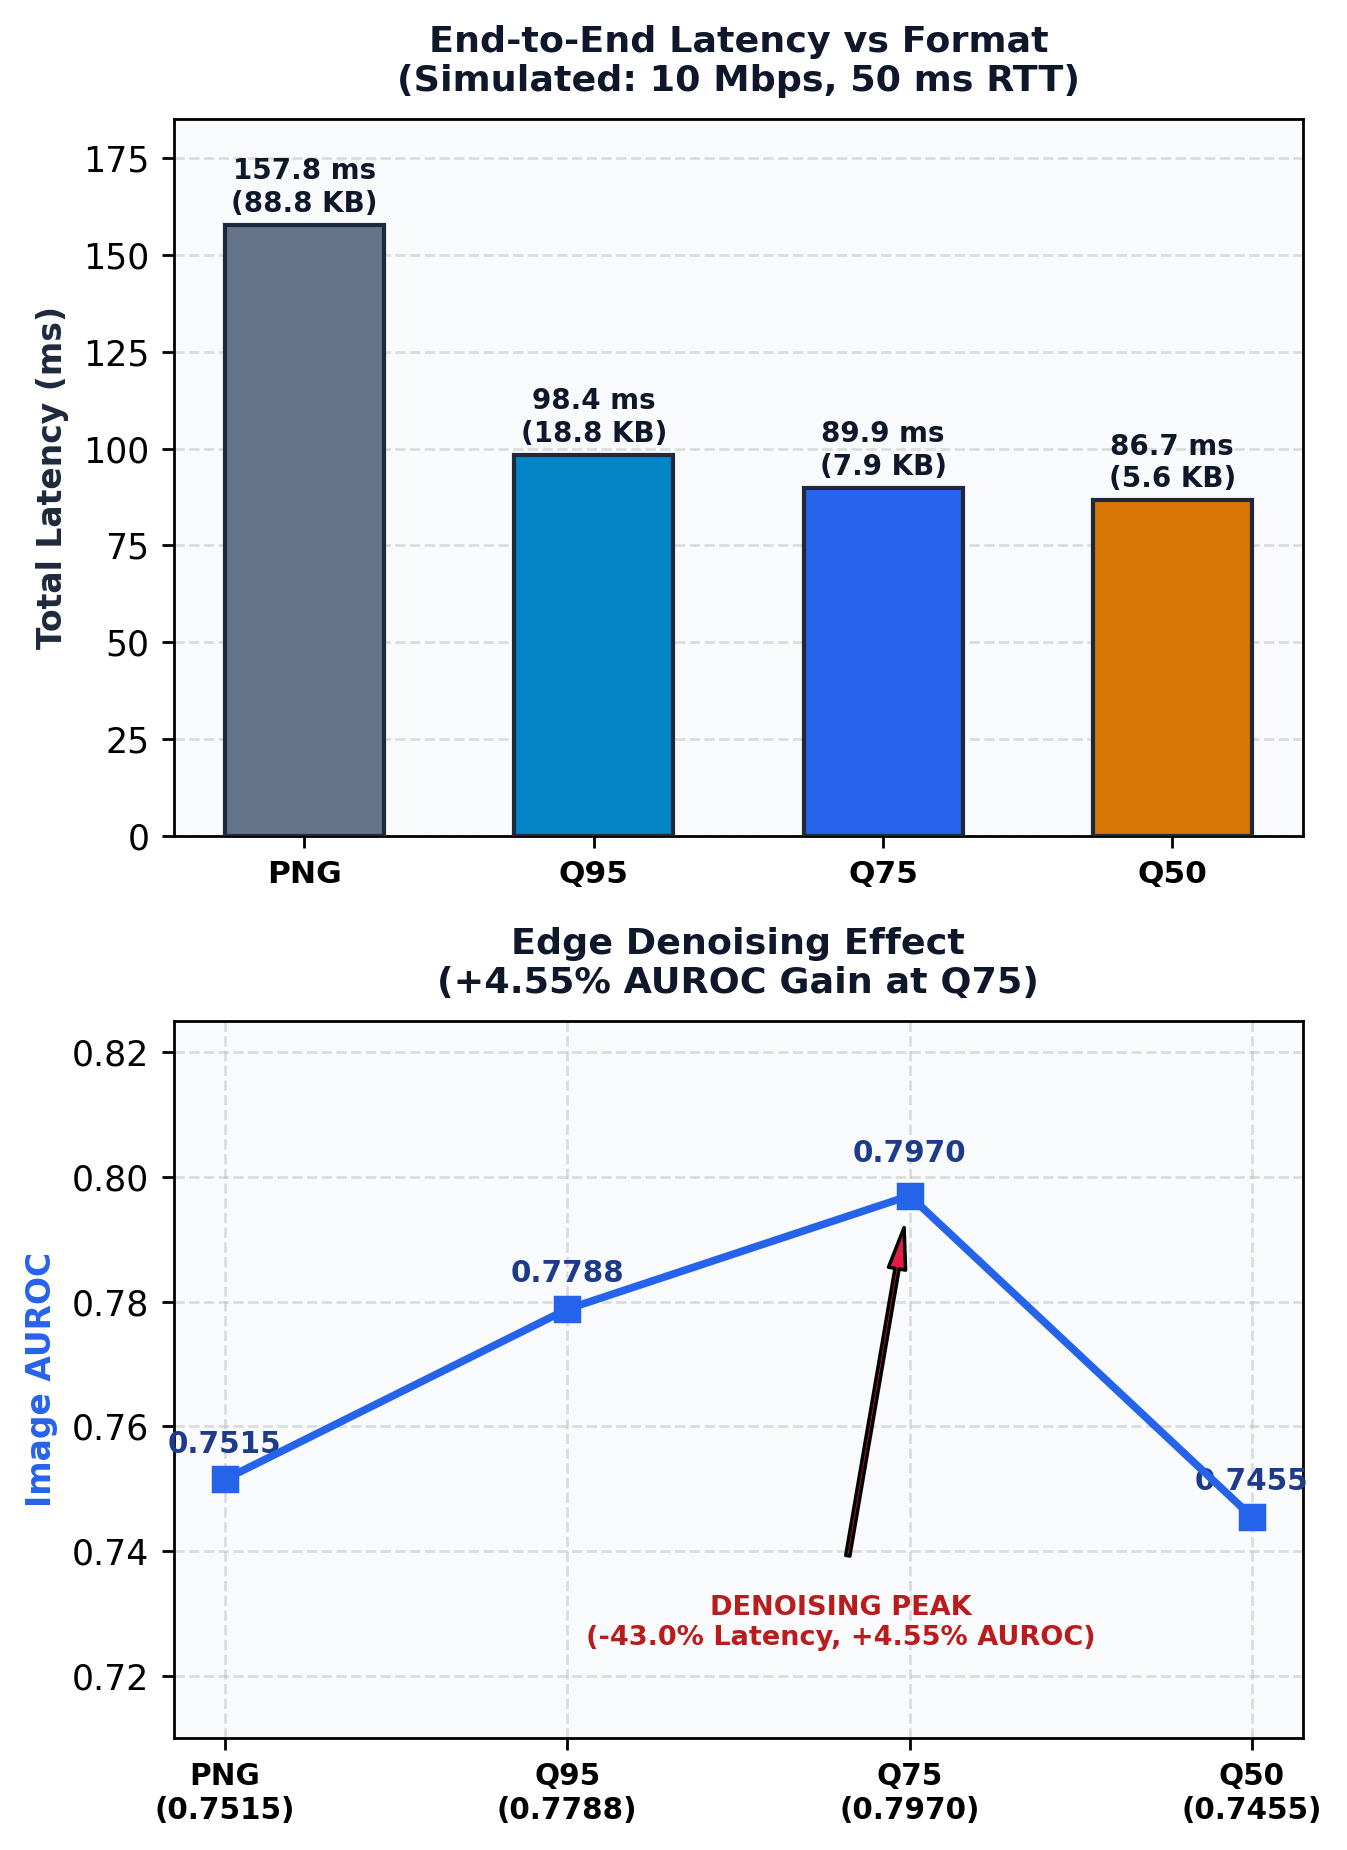 End-to-End Latency vs Format
(Simulated: 10 Mbps, 50 ms RTT)
Total Latency (ms)
175
150
125
100
75
50
25
0
157.8 ms
(88.8 KB)
98.4 ms
(18.8 KB)
89.9 ms
(7.9 KB)
86.7 ms
(5.6 KB)
PNG
Q95
Q75
Q50
Edge Denoising Effect
(+4.55% AUROC Gain at Q75)
Image AUROC
0.82
0.80
0.78
0.76
0.74
0.72
0.7515
0.7788
0.7970
0.7455
DENOISING PEAK
(-43.0% Latency, +4.55% AUROC)
PNG
(0.7515)
Q95
(0.7788)
Q75
(0.7970)
Q50
(0.7455)